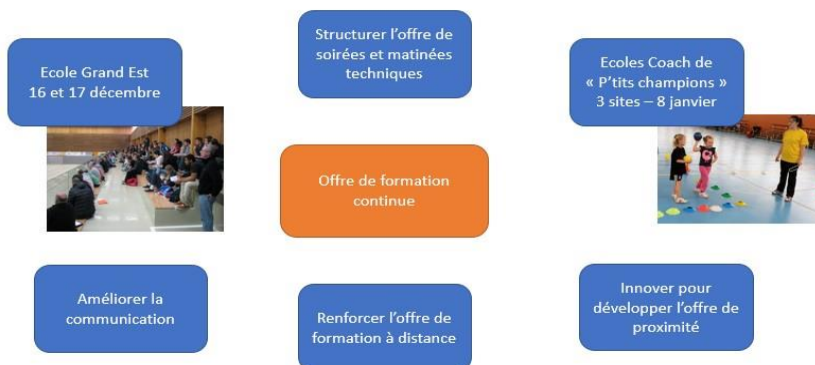 Ecole Grand Est
16 et 17 décembre
Structurer l’offre de
soirées et matinées
techniques
Ecoles Coach de
« P’tits champions »
3 sites – 8 janvier
Offre de formation
continue
Améliorer la
communication
Renforcer l’offre de
formation à distance
Innover pour
développer l’offre de
proximité